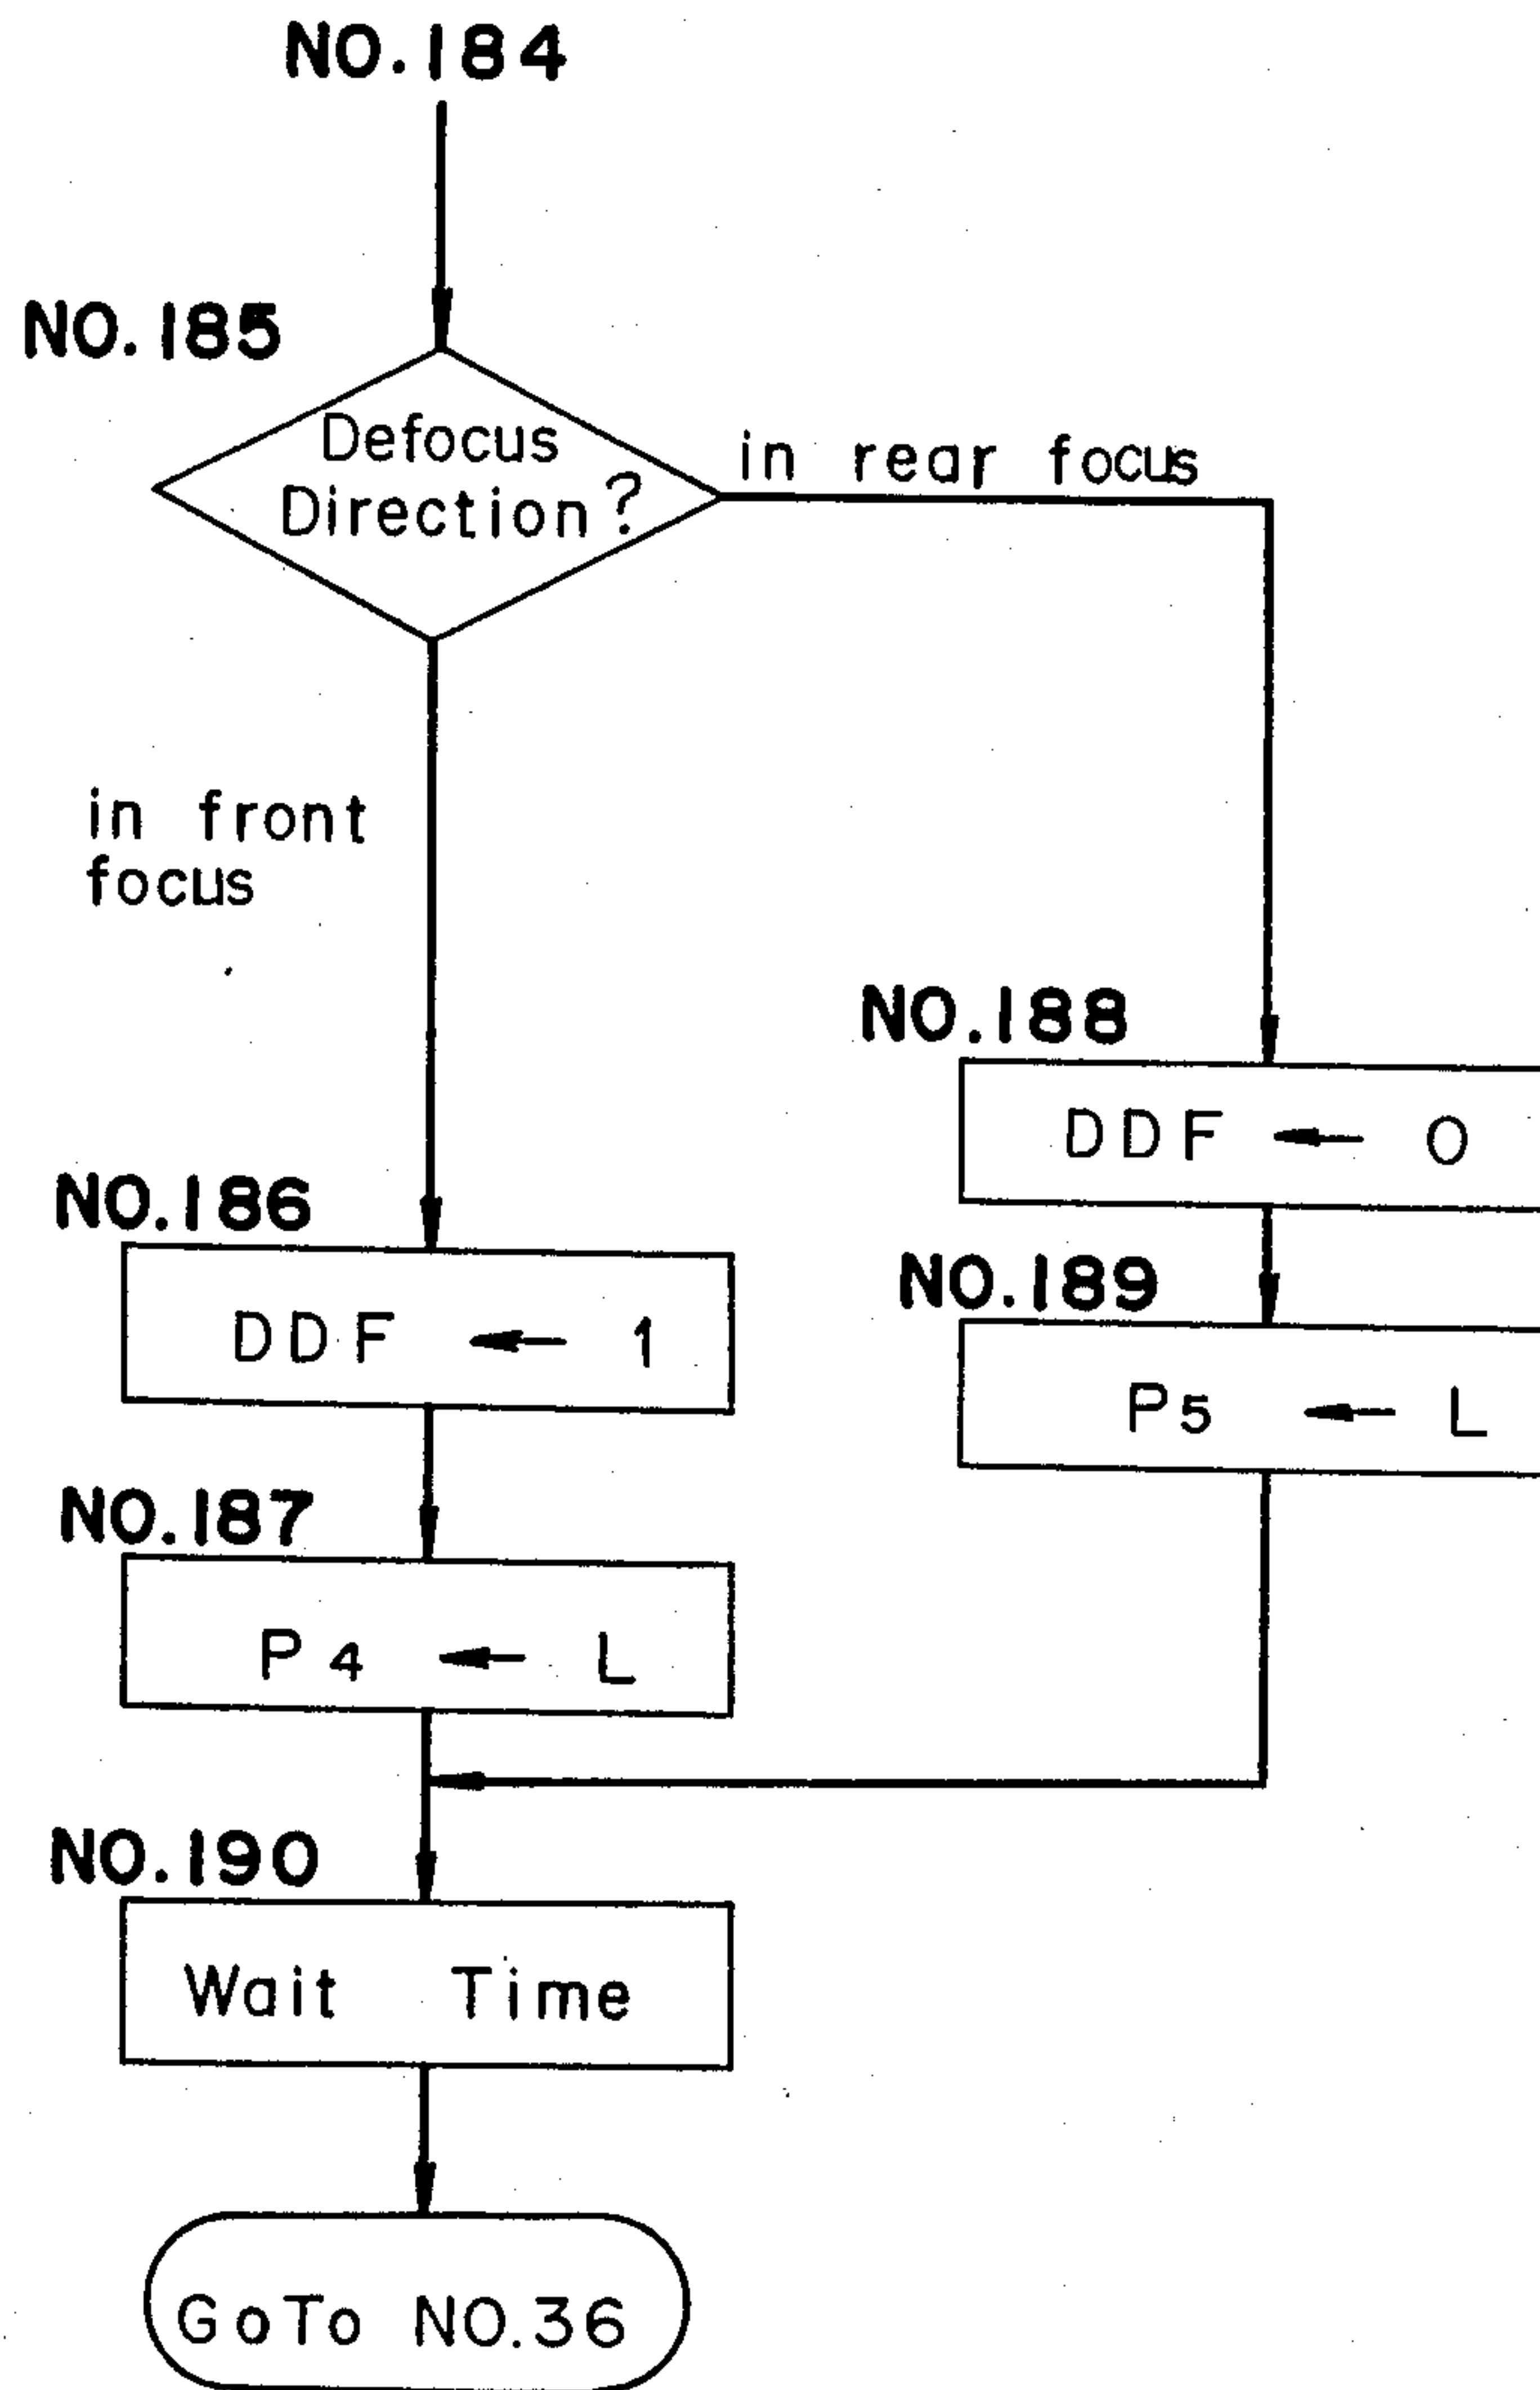 NO.184
NO.185
Defocus
Direction?
in rear focus
in front
focus
NO.188
DDF ← 0
NO.186
DDF ← 1
NO.189
P5 ← L
NO.187
P4 ← L
NO.190
Wait Time
GoTo NO.36